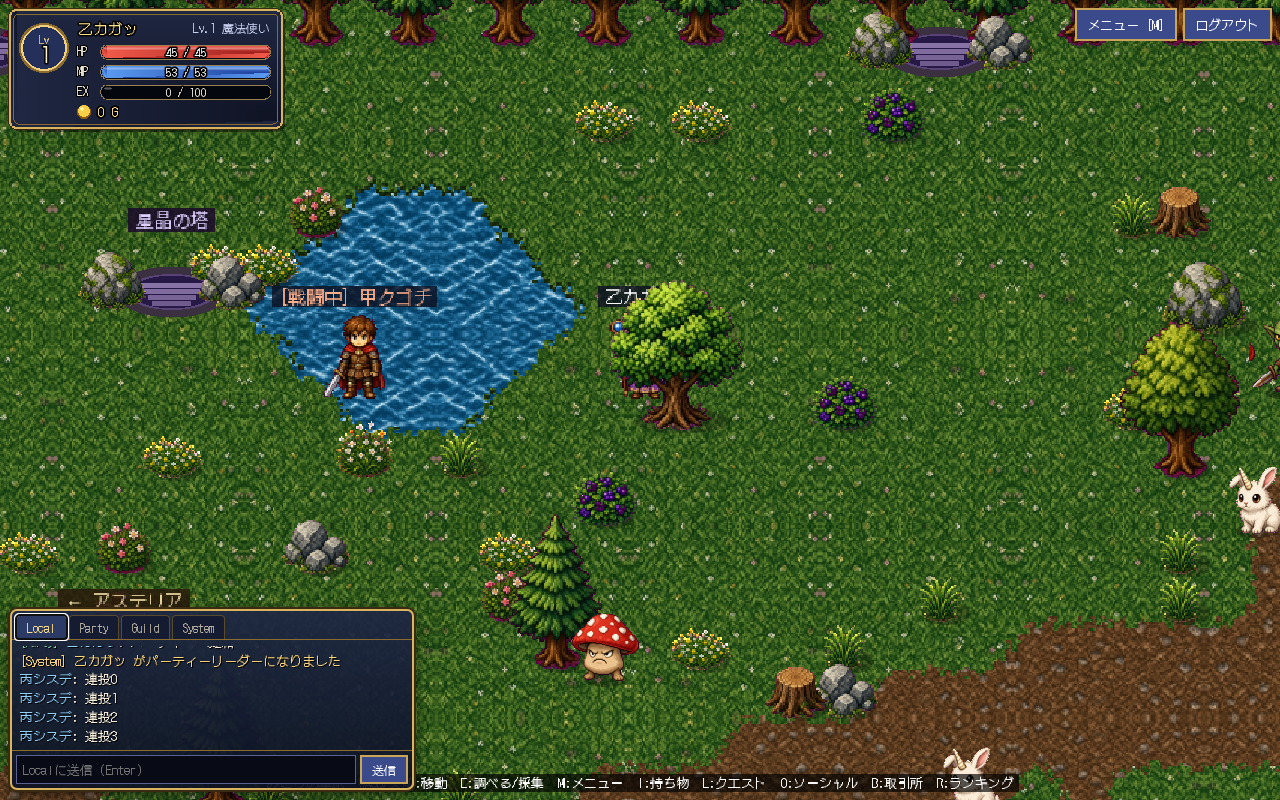 Lv 1
乙カガッ Lv.1 魔法使い
HP 45 / 45
MP 53 / 53
EX 0 / 100
0 G
メニュー [M] ログアウト
星晶の塔
[戦闘中] 甲クゴチ
乙カ
← アステリア
Local Party Guild System
[System] 乙カガッ がパーティーリーダーになりました
丙シスデ: 連投0
丙シスデ: 連投1
丙シスデ: 連投2
丙シスデ: 連投3
Localに送信 (Enter) 送信
:移動 E:調べる/採集 M:メニュー I:持ち物 L:クエスト O:ソーシャル B:取引所 R:ランキング